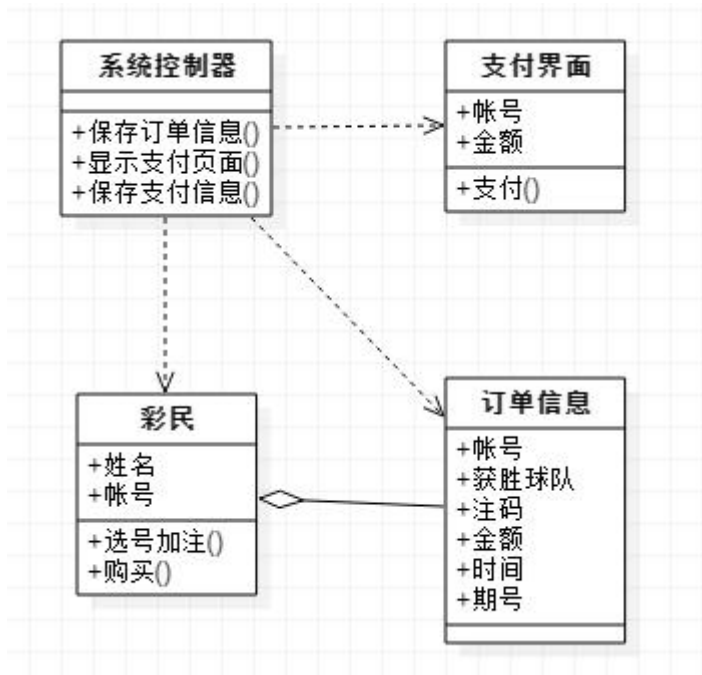 系统控制器
+保存订单信息()
+显示支付页面()
+保存支付信息()
支付界面
+帐号
+金额
+支付()
彩民
+姓名
+帐号
+选号加注()
+购买()
订单信息
+帐号
+获胜球队
+注码
+金额
+时间
+期号